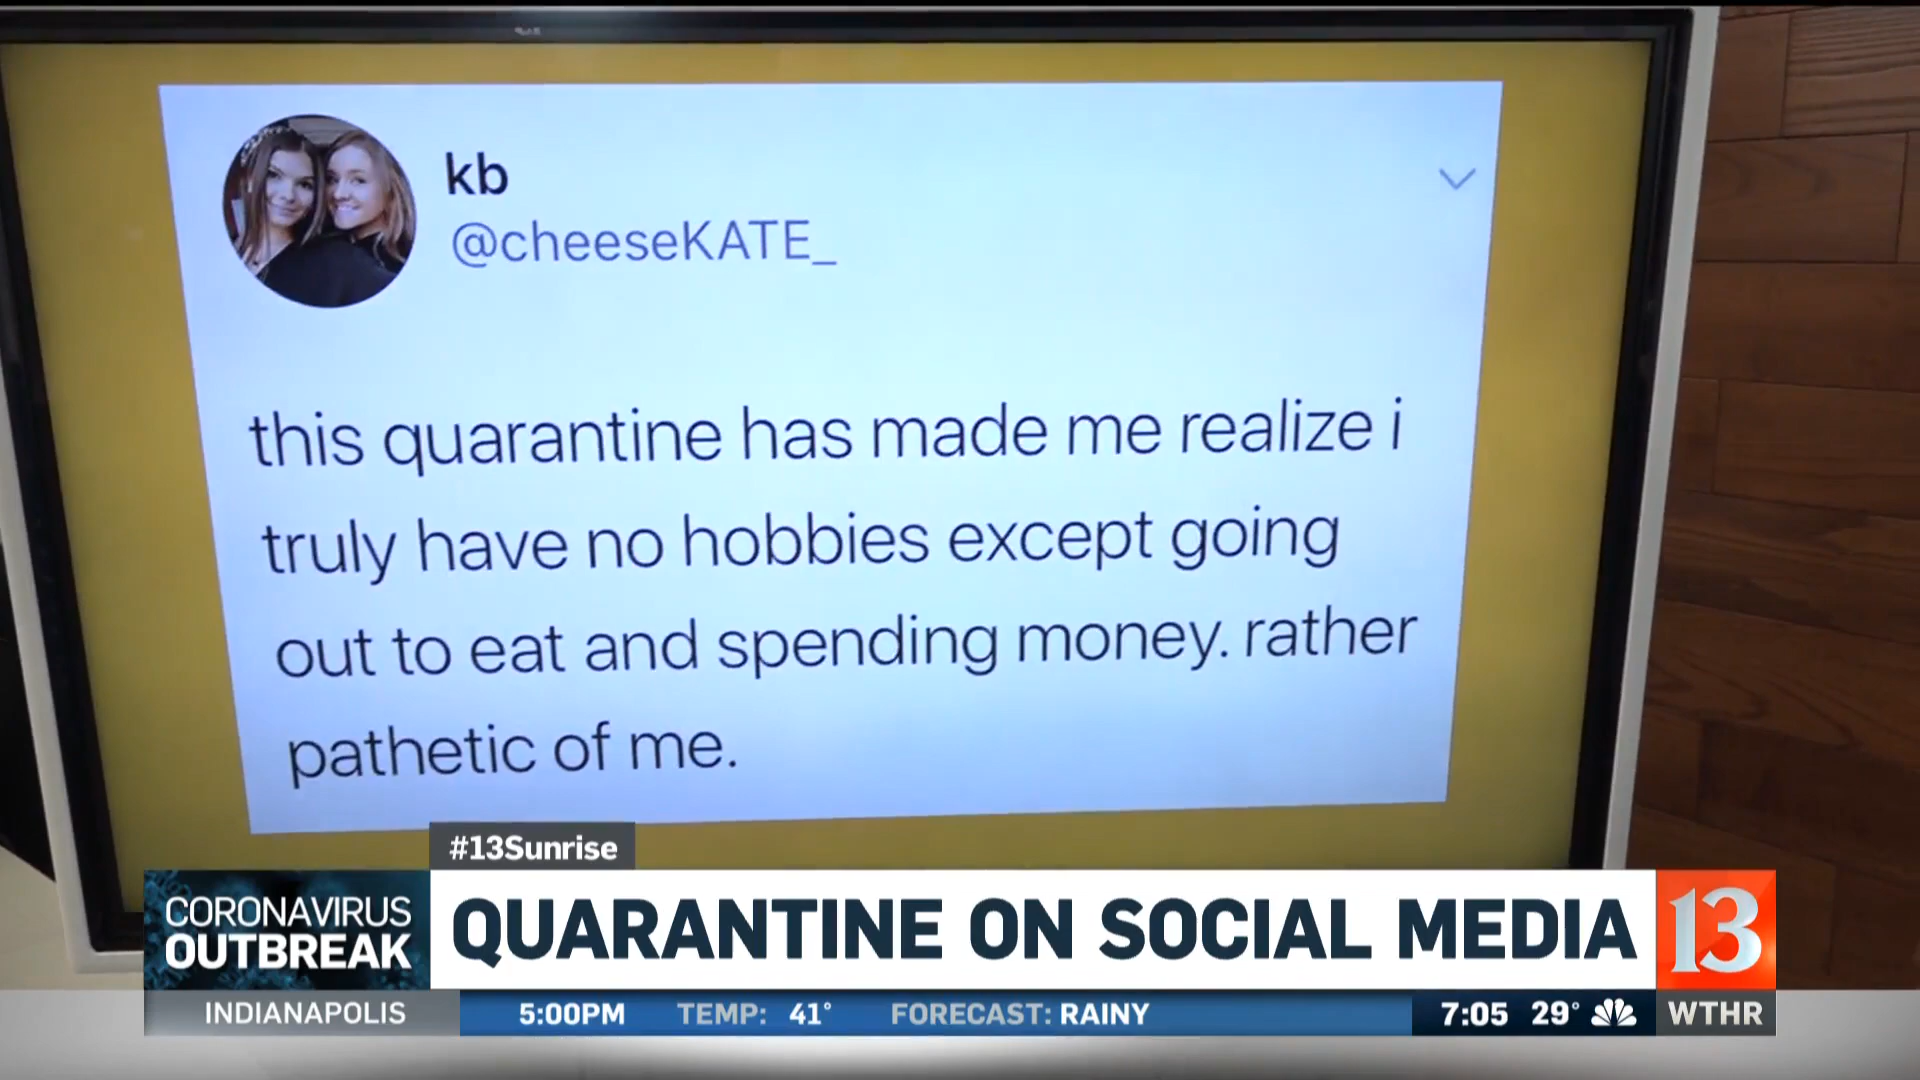 kb
@cheeseKATE_
this quarantine has made me realize i
truly have no hobbies except going
out to eat and spending money. rather
pathetic of me.
#13Sunrise
CORONAVIRUS
OUTBREAK
QUARANTINE ON SOCIAL MEDIA
13
INDIANAPOLIS
5:00PM TEMP: 41° FORECAST: RAINY
7:05 29°
WTHR